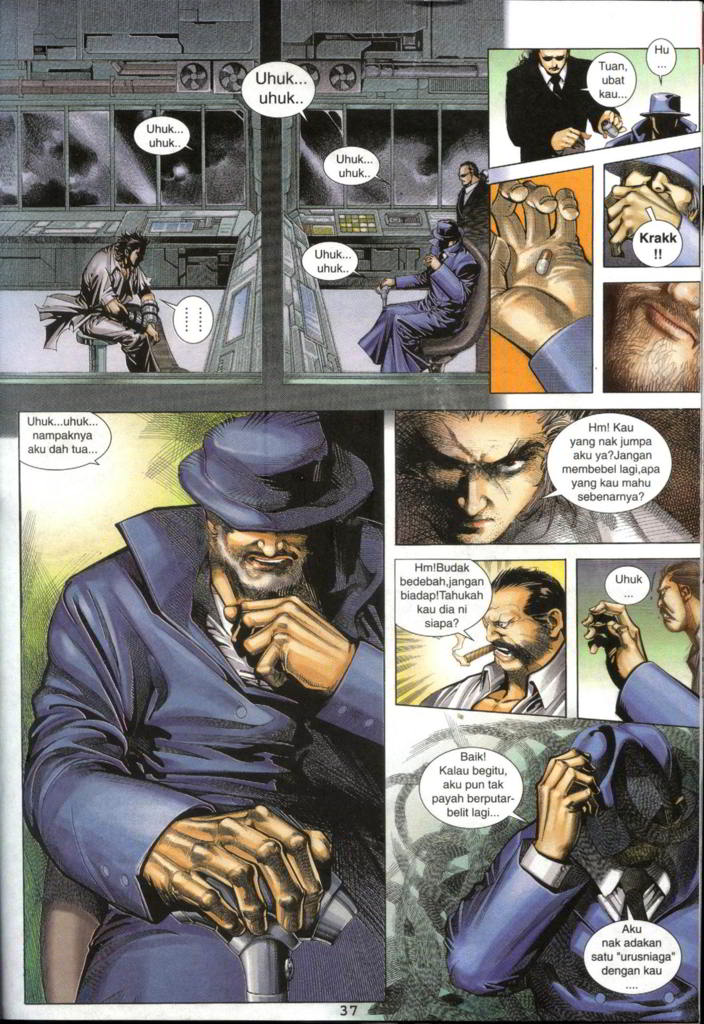 Uhuk...
uhuk..
Uhuk...
uhuk..
Uhuk...
uhuk..
Uhuk...
uhuk..
Tuan,
ubat
kau...
Hu
...
Krakk
!!
Uhuk...uhuk...
nampaknya
aku dah tua...
Hm! Kau
yang nak jumpa
aku ya?Jangan
membebel lagi,apa
yang kau mahu
sebenarnya?
Hm!Budak
bedebah,jangan
biadap!Tahukah
kau dia ni
siapa?
Uhuk
...
Baik!
Kalau begitu,
aku pun tak
payah berputar-
belit lagi...
Aku
nak adakan
satu "urusniaga"
dengan kau
....
37